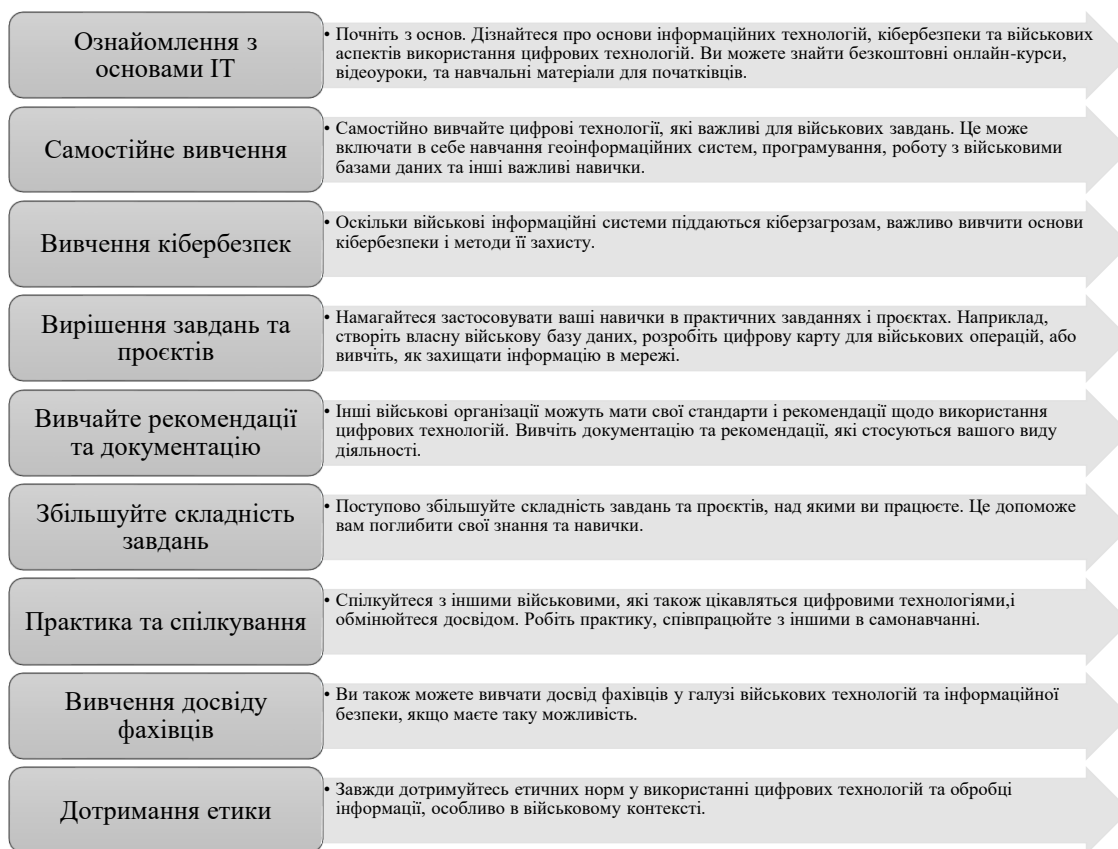 Ознайомлення з
основами ІТ
• Почніть з основ. Дізнайтеся про основи інформаційних технологій, кібербезпеки та військових
аспектів використання цифрових технологій. Ви можете знайти безкоштовні онлайн-курси,
відеоуроки, та навчальні матеріали для початківців.
Самостійне вивчення
• Самостійно вивчайте цифрові технології, які важливі для військових завдань. Це може
включати в себе навчання геоінформаційних систем, програмування, роботу з військовими
базами даних та інші важливі навички.
Вивчення кібербезпек
• Оскільки військові інформаційні системи піддаються кіберзагрозам, важливо вивчити основи
кібербезпеки і методи її захисту.
Вирішення завдань та
проєктів
• Намагайтеся застосовувати ваші навички в практичних завданнях і проєктах. Наприклад,
створіть власну військову базу даних, розробіть цифрову карту для військових операцій, або
вивчіть, як захищати інформацію в мережі.
Вивчайте рекомендації
та документацію
• Інші військові організації можуть мати свої стандарти і рекомендації щодо використання
цифрових технологій. Вивчіть документацію та рекомендації, які стосуються вашого виду
діяльності.
Збільшуйте складність
завдань
• Поступово збільшуйте складність завдань та проєктів, над якими ви працюєте. Це допоможе
вам поглибити свої знання та навички.
Практика та спілкування
• Спілкуйтеся з іншими військовими, які також цікавляться цифровими технологіями,і
обмінюйтеся досвідом. Робіть практику, співпрацюйте з іншими в самонавчанні.
Вивчення досвіду
фахівців
• Ви також можете вивчати досвід фахівців у галузі військових технологій та інформаційної
безпеки, якщо маєте таку можливість.
Дотримання етики
• Завжди дотримуйтесь етичних норм у використанні цифрових технологій та обробці
інформації, особливо в військовому контексті.